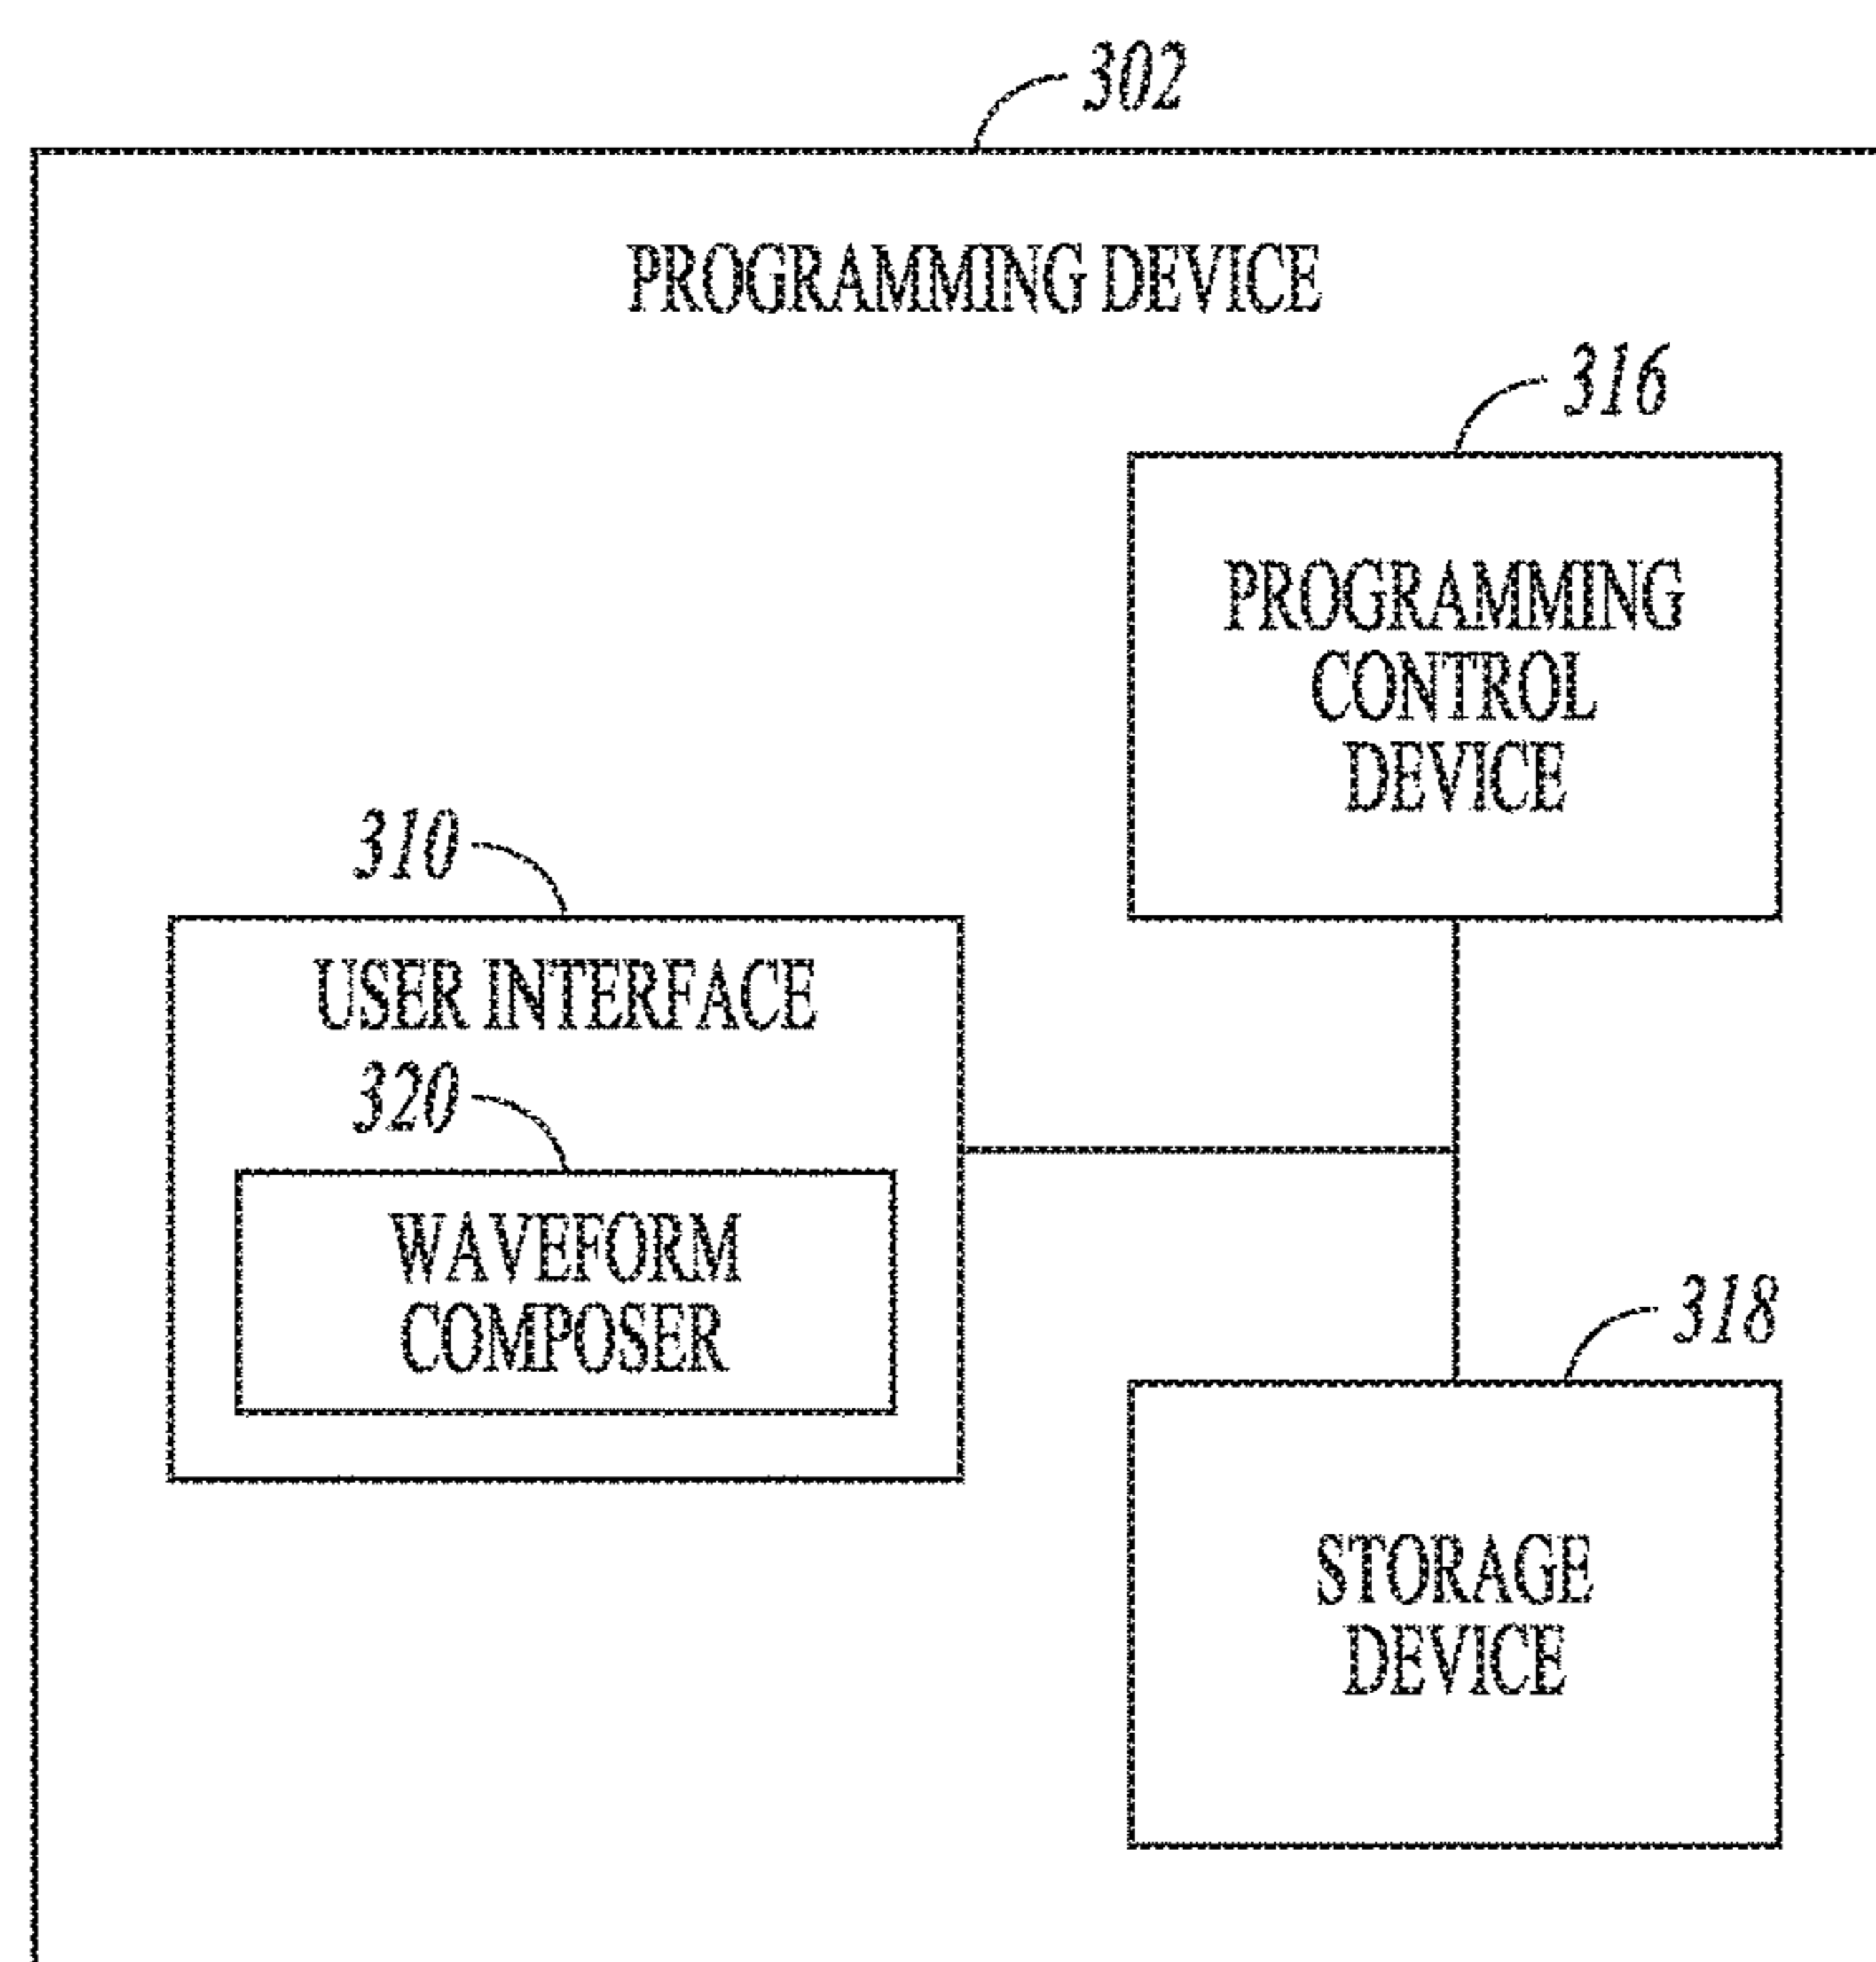 302
PROGRAMMING DEVICE
316
PROGRAMMING
CONTROL
DEVICE
310
USER INTERFACE
320
WAVEFORM
COMPOSER
318
STORAGE
DEVICE